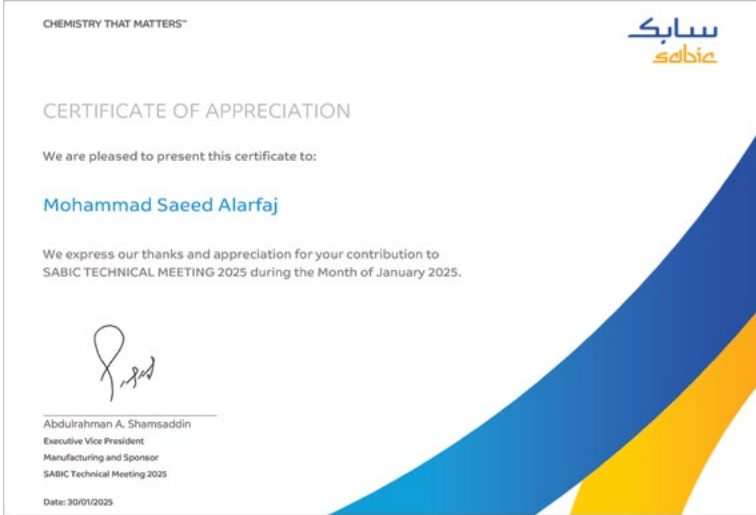 CHEMISTRY THAT MATTERS™
سابك
sabic
CERTIFICATE OF APPRECIATION
We are pleased to present this certificate to:
Mohammad Saeed Alarfaj
We express our thanks and appreciation for your contribution to
SABIC TECHNICAL MEETING 2025 during the Month of January 2025.
Abdulrahman A. Shamsaddin
Executive Vice President
Manufacturing and Sponsor
SABIC Technical Meeting 2025
Date: 30/01/2025